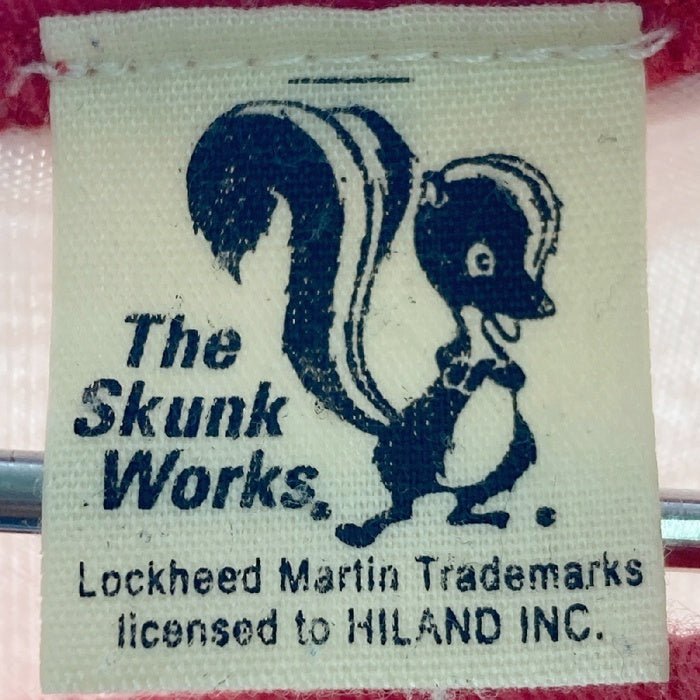 The
Skunk
Works.
Lockheed Martin Trademarks
licensed to HILAND INC.